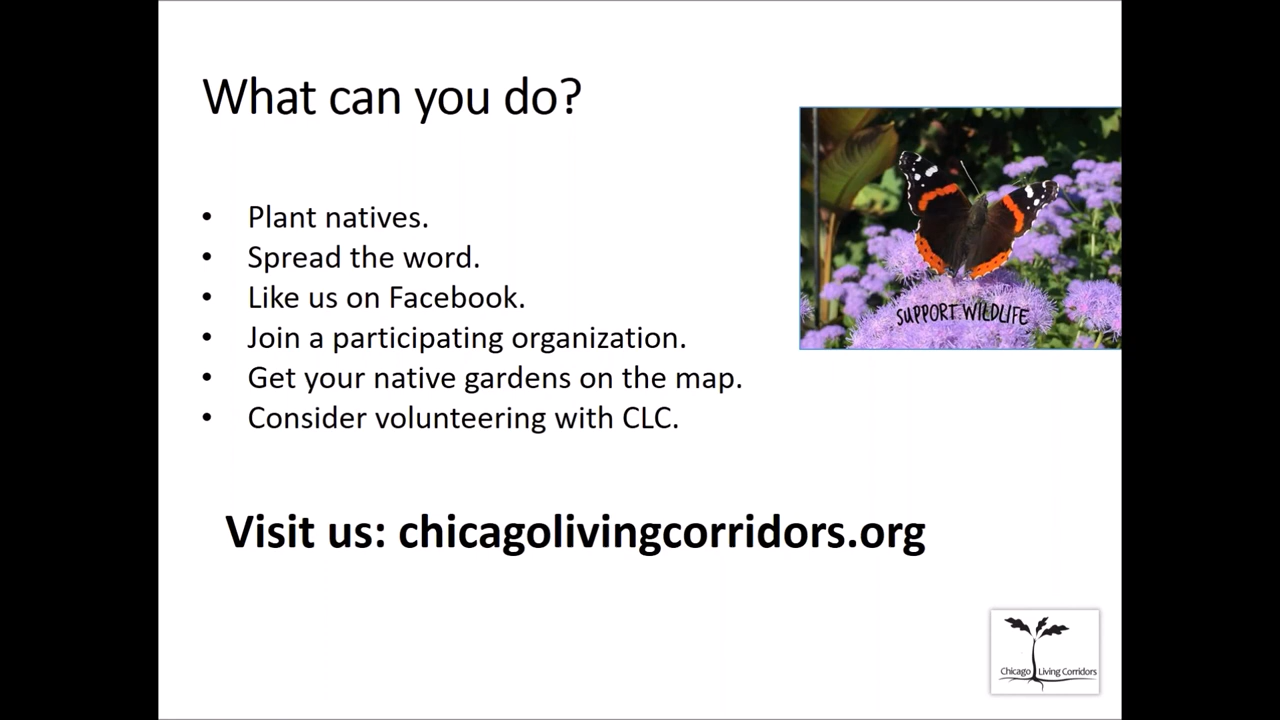 What can you do?
• Plant natives.
• Spread the word.
• Like us on Facebook.
• Join a participating organization.
• Get your native gardens on the map.
• Consider volunteering with CLC.
SUPPORT WILDLIFE
Visit us: chicagolivingcorridors.org
Chicago Living Corridors